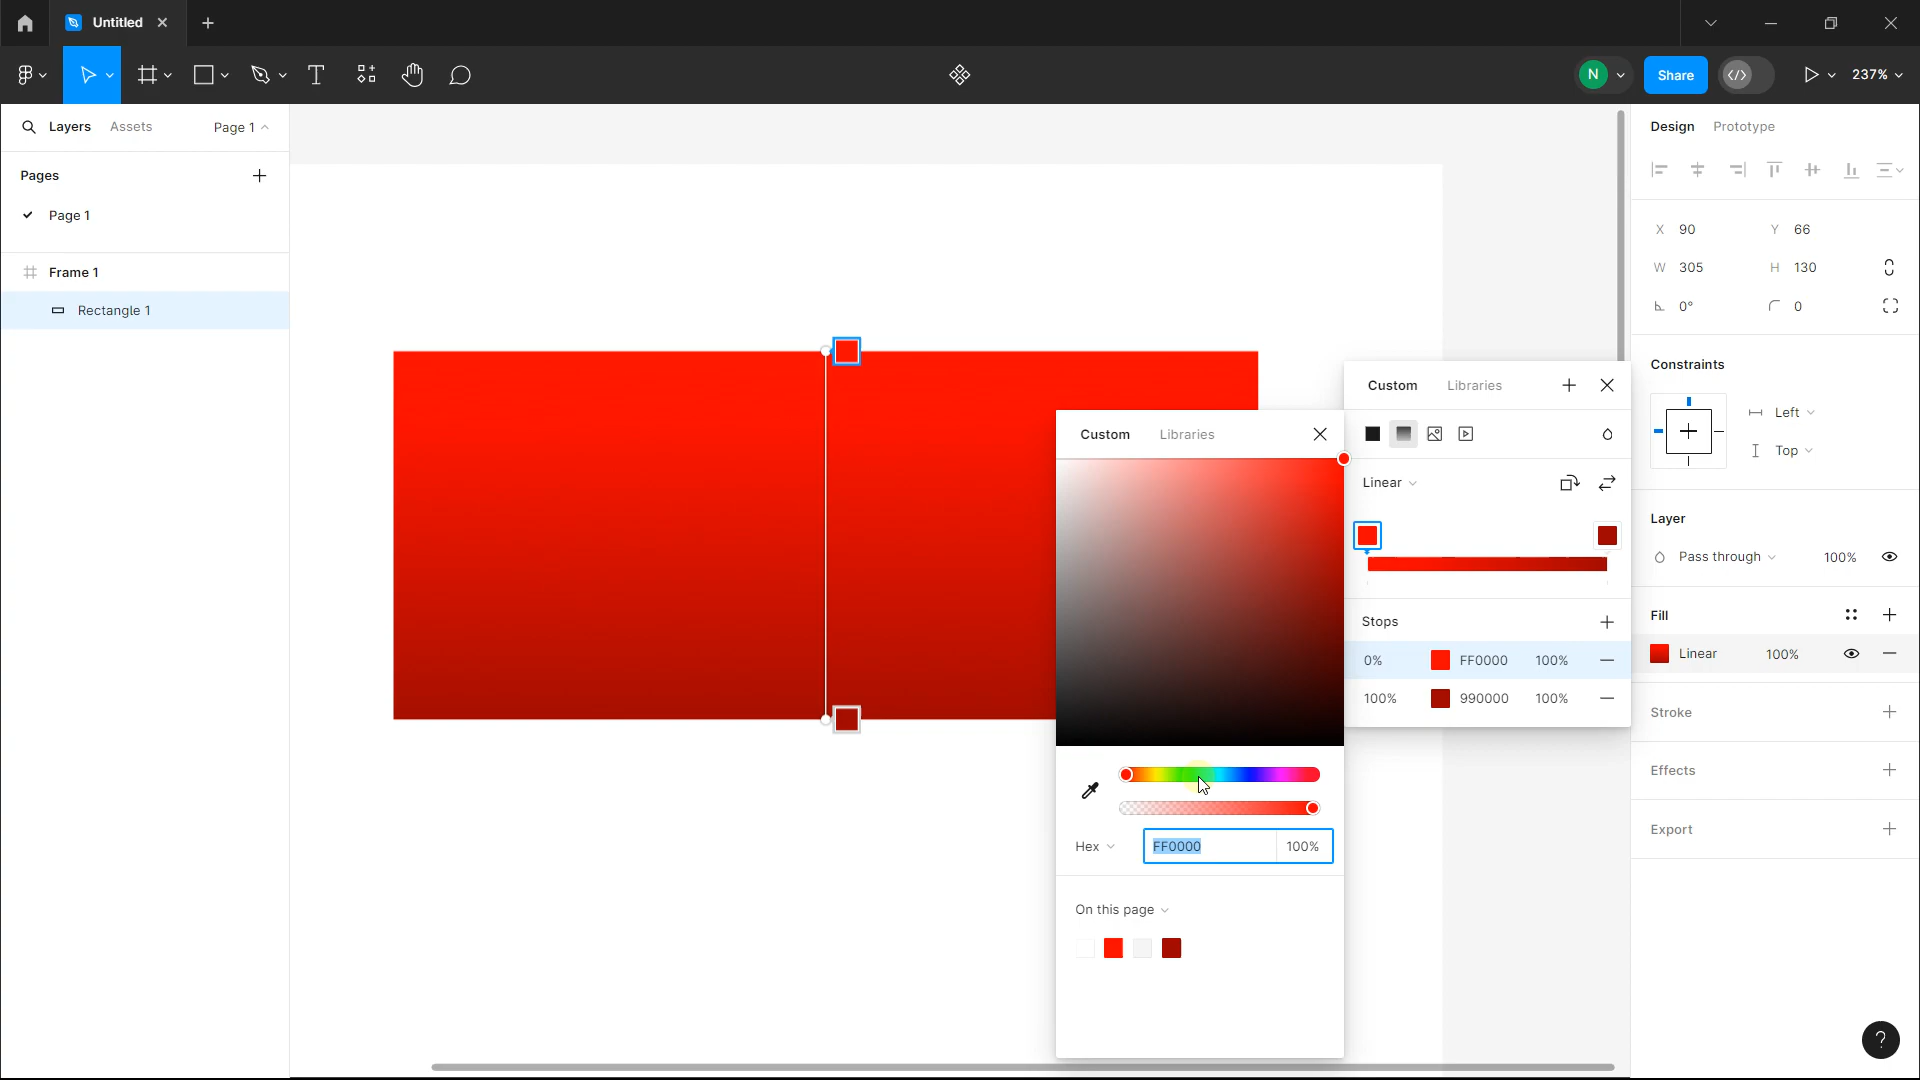 Untitled
N
Share
237%
Layers
Assets
Page 1
Pages
Page 1
Frame 1
Rectangle 1
Custom
Libraries
Hex
FF0000
100%
On this page
Custom
Libraries
Linear
Stops
0%
FF0000
100%
100%
990000
100%
Design
Prototype
X
90
Y
66
W
305
H
130
0°
0
Constraints
Left
Top
Layer
Pass through
100%
Fill
Linear
100%
Stroke
Effects
Export
?